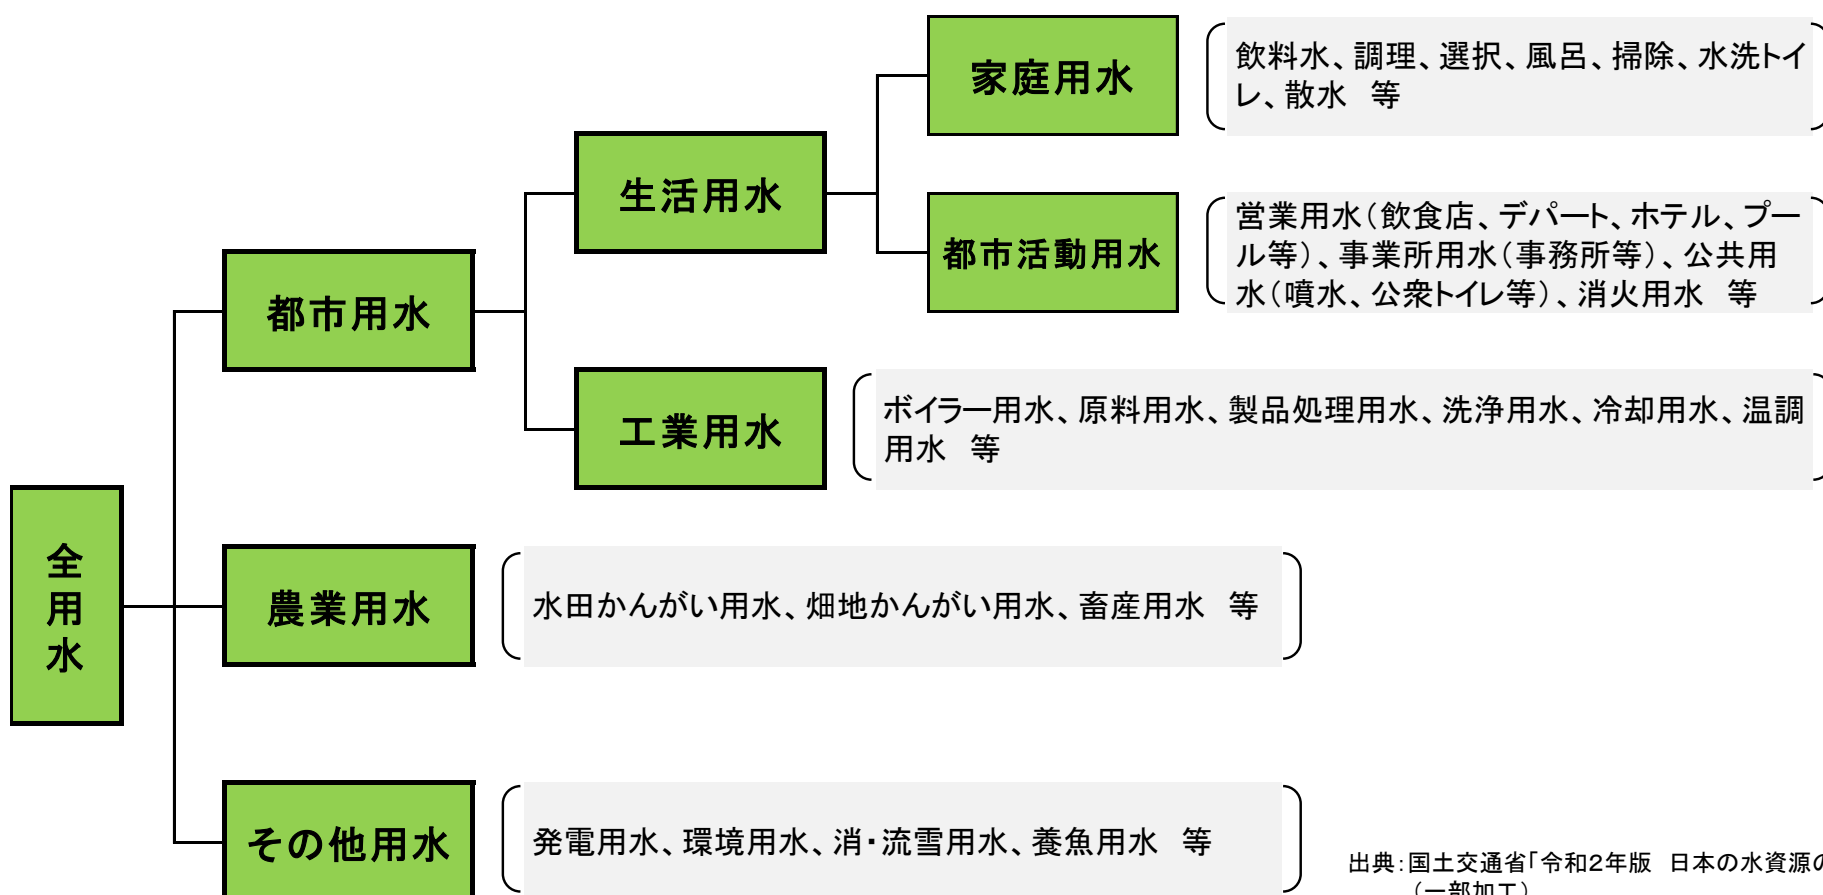 家庭用水
飲料水、調理、選択、風呂、掃除、水洗トイ
レ、散水　等
生活用水
都市活動用水
営業用水（飲食店、デパート、ホテル、プー
ル等）、事業所用水（事務所等）、公共用
水（噴水、公衆トイレ等）、消火用水　等
都市用水
工業用水
ボイラー用水、原料用水、製品処理用水、洗浄用水、冷却用水、温調
用水　等
全
用
水
農業用水
水田かんがい用水、畑地かんがい用水、畜産用水　等
その他用水
発電用水、環境用水、消・流雪用水、養魚用水　等
出典：国土交通省「令和2年版　日本の水資源の
（一部加工）